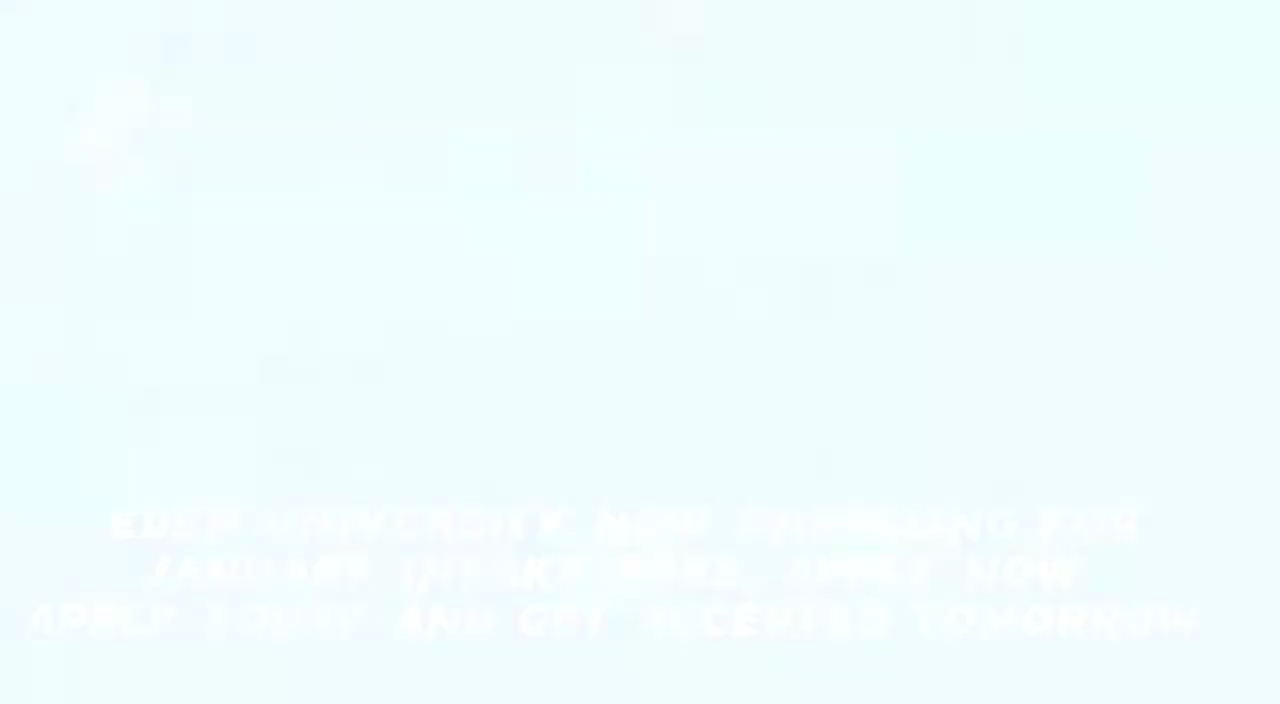 EDEN UNIVERSITY NOW ENROLLING FOR
JANUARY INTAKE APPLY NOW
APPLY TODAY AND GET ACCEPTED TOMORROW